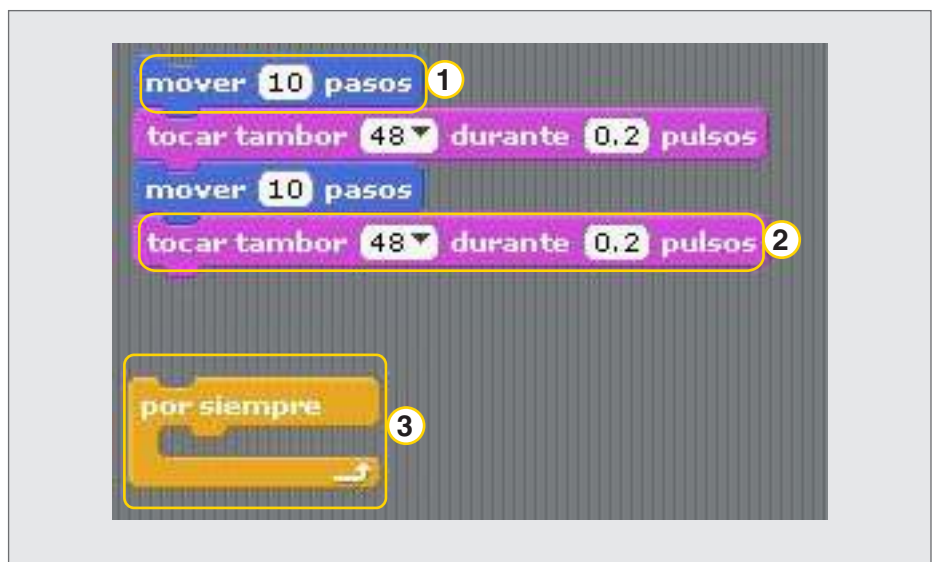 mover 10 pasos 1
tocar tambor 48 durante 0.2 pulsos
mover 10 pasos
tocar tambor 48 durante 0.2 pulsos 2
por siempre
3